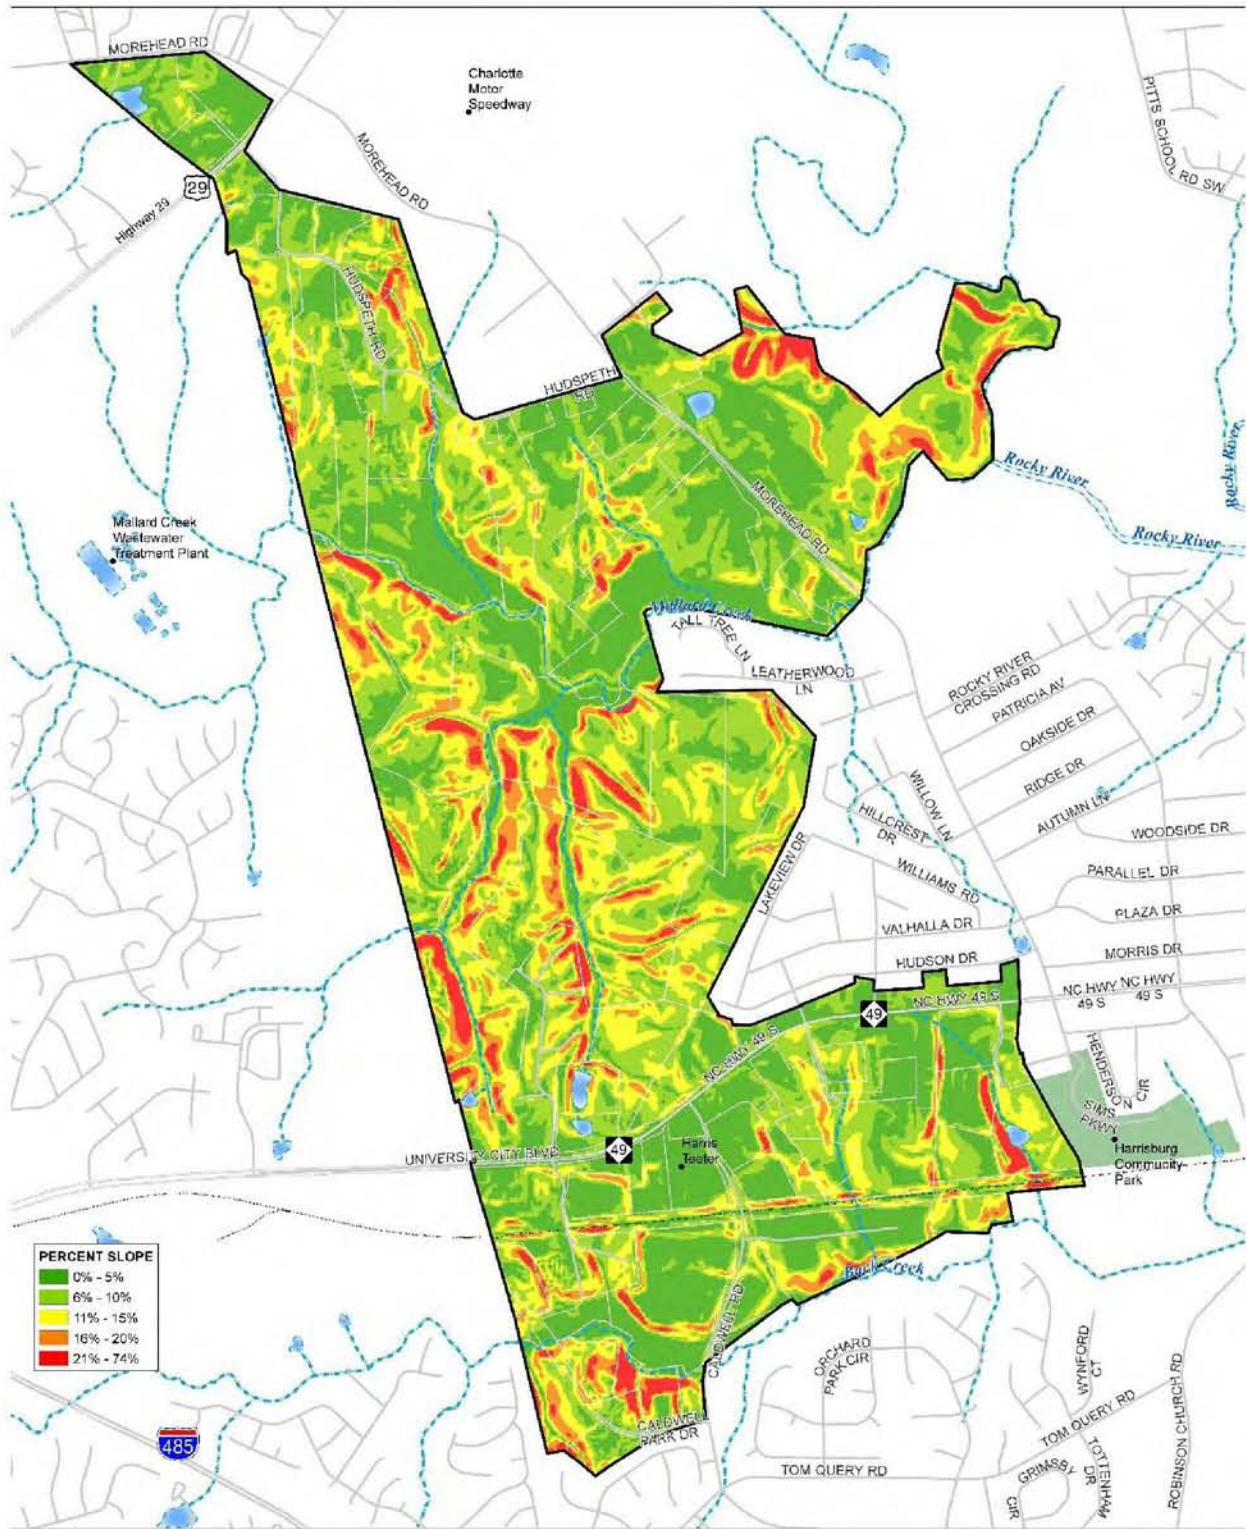 MOREHEAD RD
Charlotte
Motor
Speedway
PITTS SCHOOL RD SW
MOREHEAD RD
29
Highway 29
HUDSPETH RD
HUDSPETH
RD
Rocky River
Rocky River
Rocky River
MOREHEAD RD
Mallard Creek
Wastewater
Treatment Plant
Mallard Creek
TALL TREE LN
LEATHERWOOD
LN
ROCKY RIVER
CROSSING RD
PATRICIA AV
OAKSIDE DR
RIDGE DR
AUTUMN LN
WILLOW LN
HILLCREST
DR
WOODSIDE DR
LAKEVIEW DR
WILLIAMS RD
PARALLEL DR
PLAZA DR
VALHALLA DR
MORRIS DR
HUDSON DR
NC HWY 49 S
NC HWY
49 S
NC HWY
49 S
49
NC HWY 49 S
HENDERSON
CIR
SIMS
PKWY
Harrisburg
Community
Park
Harris
Teeter
49
UNIVERSITY CITY BLVD
PERCENT SLOPE
0% - 5%
6% - 10%
11% - 15%
16% - 20%
21% - 74%
Back Creek
CALDWELL RD
ORCHARD
PARK CIR
WYNFORD
CT
CALDWELL
PARK DR
TOM QUERY RD
TOM QUERY RD
GRIMSBY
CIR
TOTTENHAM
DR
ROBINSON CHURCH RD
485